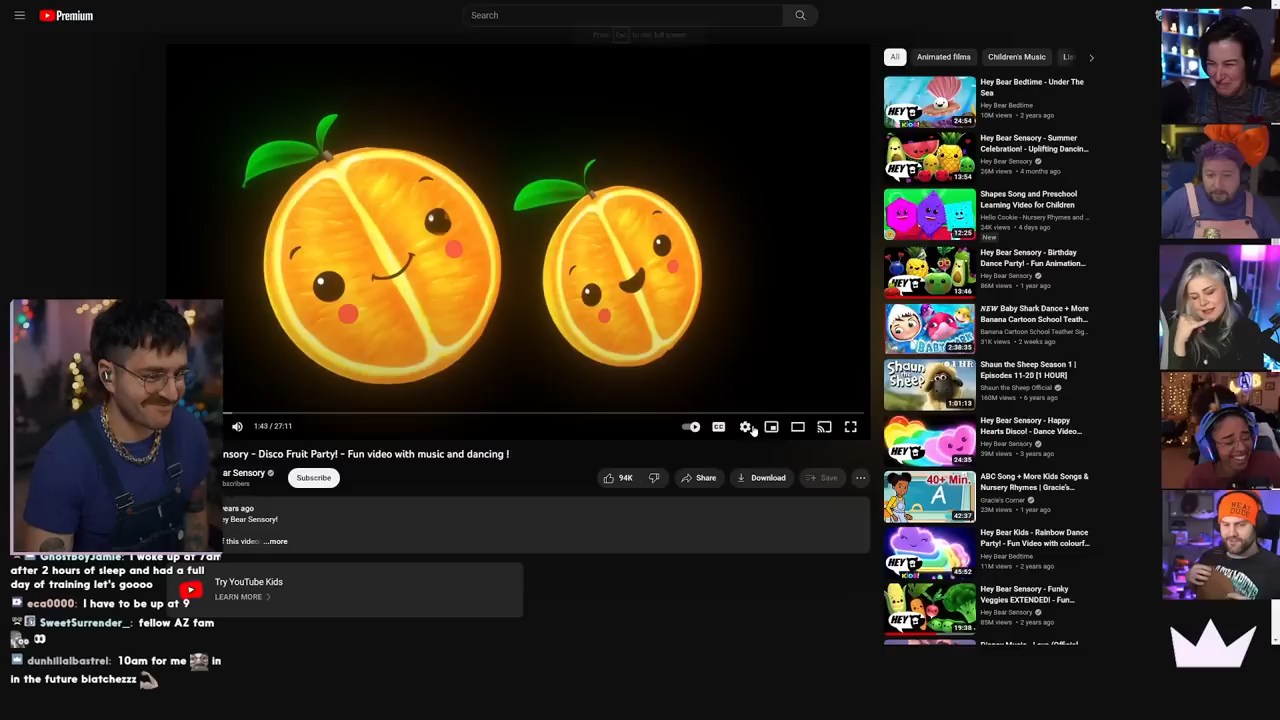 Premium
Search
Press Esc to exit full screen
All
Animated films
Children's Music
Hey Bear Bedtime - Under The
Sea
Hey Bear Bedtime
10M views • 2 years ago
24:54
Hey Bear Sensory - Summer
Celebration! - Uplifting Dancin...
Hey Bear Sensory
26M views • 4 months ago
13:54
Shapes Song and Preschool
Learning Video for Children
Hello Cookie - Nursery Rhymes and ...
24K views • 4 days ago
New
12:25
Hey Bear Sensory - Birthday
Dance Party! - Fun Animation...
Hey Bear Sensory
86M views • 1 year ago
13:46
NEW Baby Shark Dance + More
Banana Cartoon School Teath...
Banana Cartoon School Teather Sig...
31K views • 2 weeks ago
2:38:35
Shaun the Sheep Season 1 |
Episodes 11-20 [1 HOUR]
Shaun the Sheep Official
160M views • 6 years ago
1:01:13
Hey Bear Sensory - Happy
Hearts Disco! - Dance Video...
Hey Bear Sensory
39M views • 3 years ago
24:35
ABC Song + More Kids Songs &
Nursery Rhymes | Gracie's...
Gracie's Corner
23M views • 1 year ago
40+ Min.
42:37
Hey Bear Kids - Rainbow Dance
Party! - Fun Video with colourf...
Hey Bear Bedtime
11M views • 2 years ago
45:52
Hey Bear Sensory - Funky
Veggies EXTENDED! - Fun...
Hey Bear Sensory
85M views • 2 years ago
19:38
1:43 / 27:11
nsory - Disco Fruit Party! - Fun video with music and dancing !
ar Sensory
bscribers
Subscribe
94K
Share
Download
Save
ears ago
ey Bear Sensory!
f this video: ...more
Try YouTube Kids
LEARN MORE
GhostboyJamie: I woke up at 7am
after 2 hours of sleep and had a full
day of training let's goooo
eca0000: I have to be up at 9
SweetSurrender_: fellow AZ fam
dunhillalbastrel: 10am for me in
in the future biatchezzz